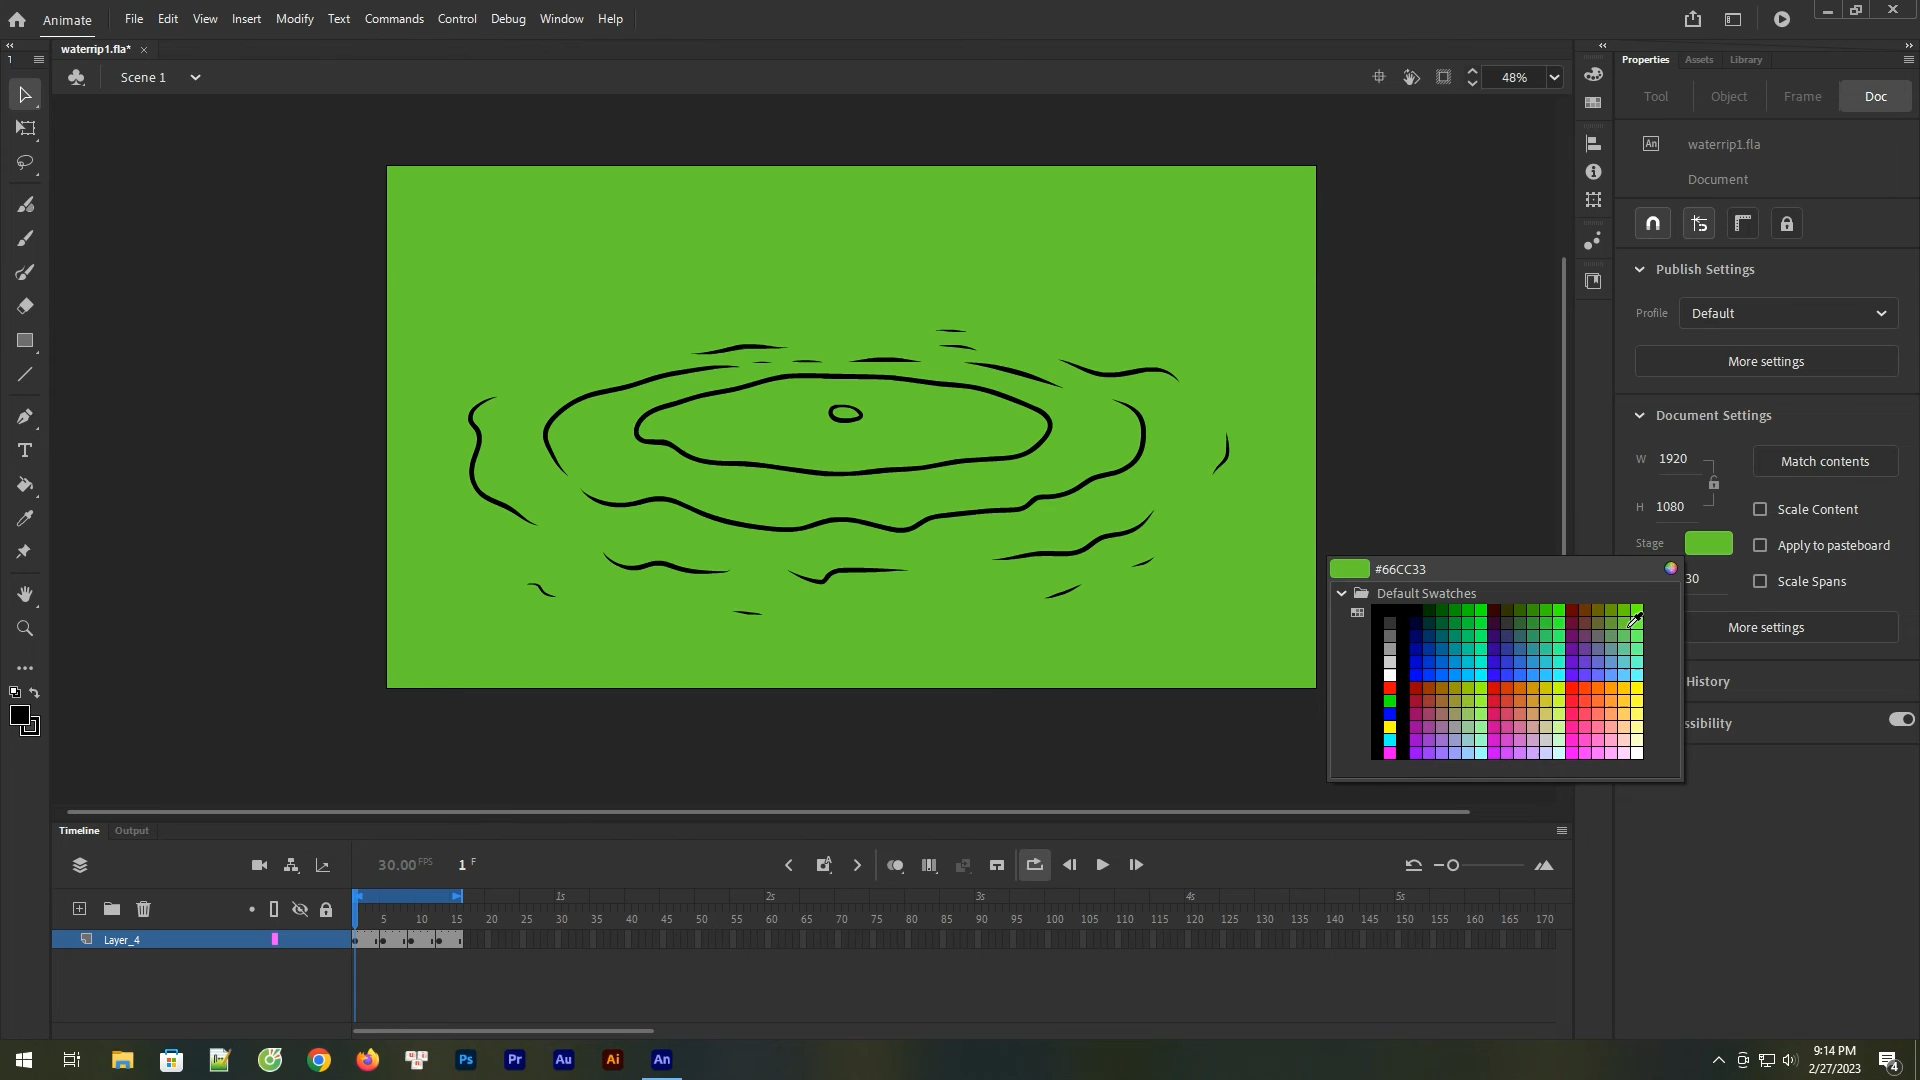 Animate File Edit View Insert Modify Text Commands Control Debug Window Help
waterrip1.fla*
Scene 1
48%
Properties Assets Library
Tool Object Frame Doc
An waterrip1.fla
Document
Publish Settings
Profile Default
More settings
Document Settings
W 1920
Match contents
H 1080
Scale Content
Stage
Apply to pasteboard
30
Scale Spans
#66CC33
Default Swatches
More settings
History
ssibility
Timeline Output
30.00 FPS 1 F
1s 2s 3s 4s 5s
5 10 15 20 25 30 35 40 45 50 55 60 65 70 75 80 85 90 95 100 105 110 115 120 125 130 135 140 145 150 155 160 165 170
Layer_4
Ps Pr Au Ai An
9:14 PM
2/27/2023
4